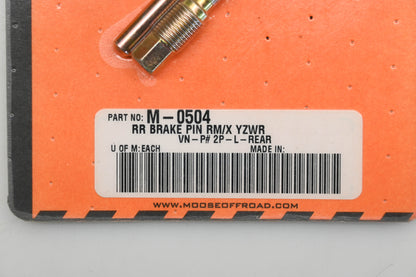 PART NO: M-0504
RR BRAKE PIN RM/X YZWR
VN-P# 2P-L-REAR
U OF M: EACH MADE IN:
WWW.MOOSEOFFROAD.COM